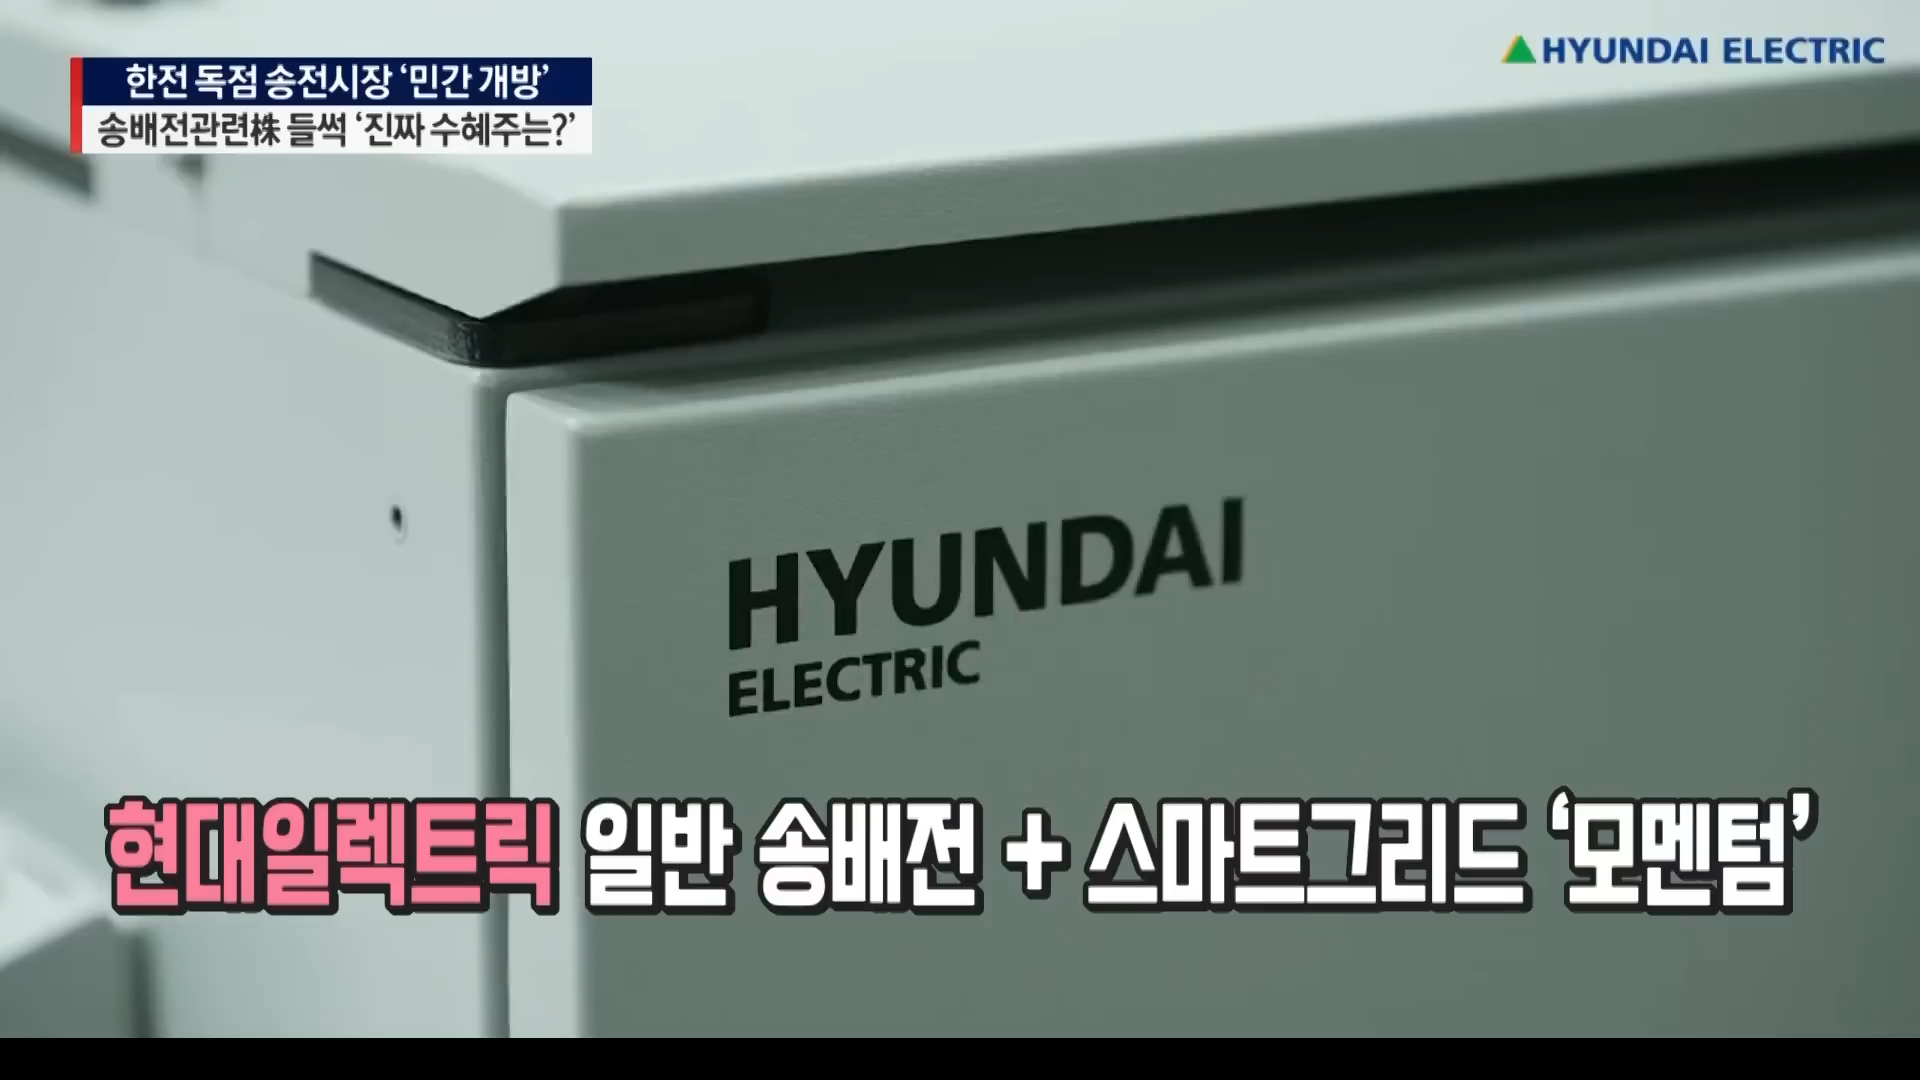 한전 독점 송전시장 ‘민간 개방’
송배전관련株 들썩 ‘진짜 수혜주는?’
HYUNDAI ELECTRIC
HYUNDAI
ELECTRIC
현대일렉트릭 일반 송배전 + 스마트그리드 ‘모멘텀’